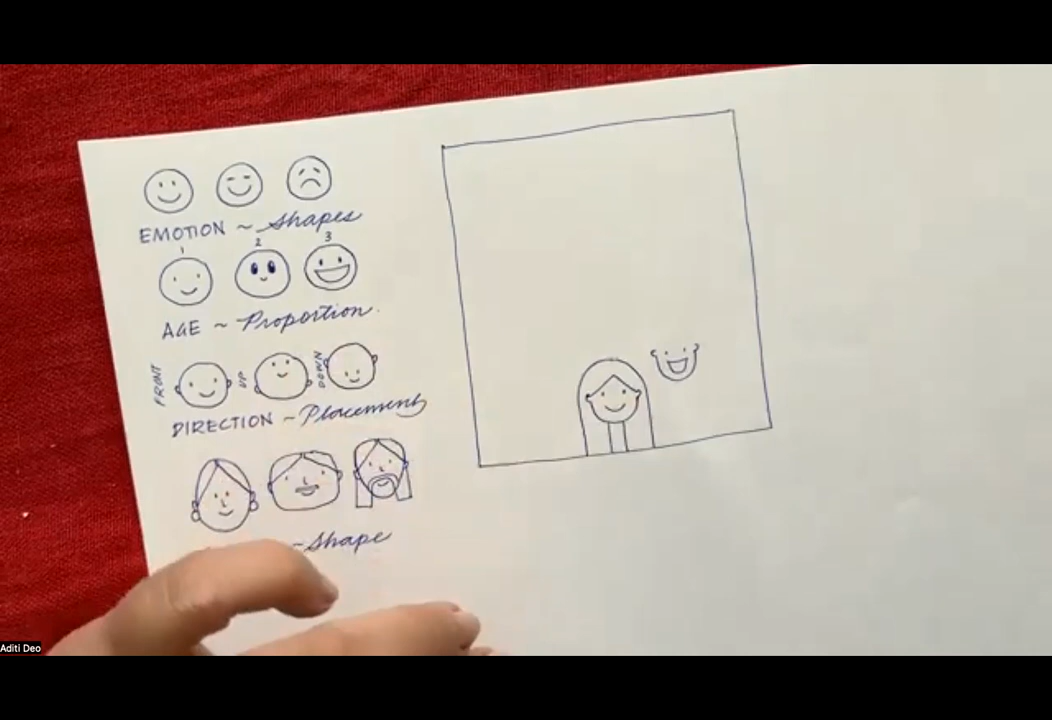 EMOTION ~ Shapes
1 2 3
AGE ~ Proportion.
FRONT UP DOWN
DIRECTION ~ Placement
~ Shape
Aditi Deo